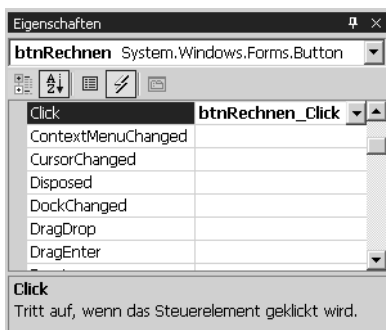 Eigenschaften
btnRechnen System.Windows.Forms.Button
Click btnRechnen_Click
ContextMenuChanged
CursorChanged
Disposed
DockChanged
DragDrop
DragEnter
Click
Tritt auf, wenn das Steuerelement geklickt wird.